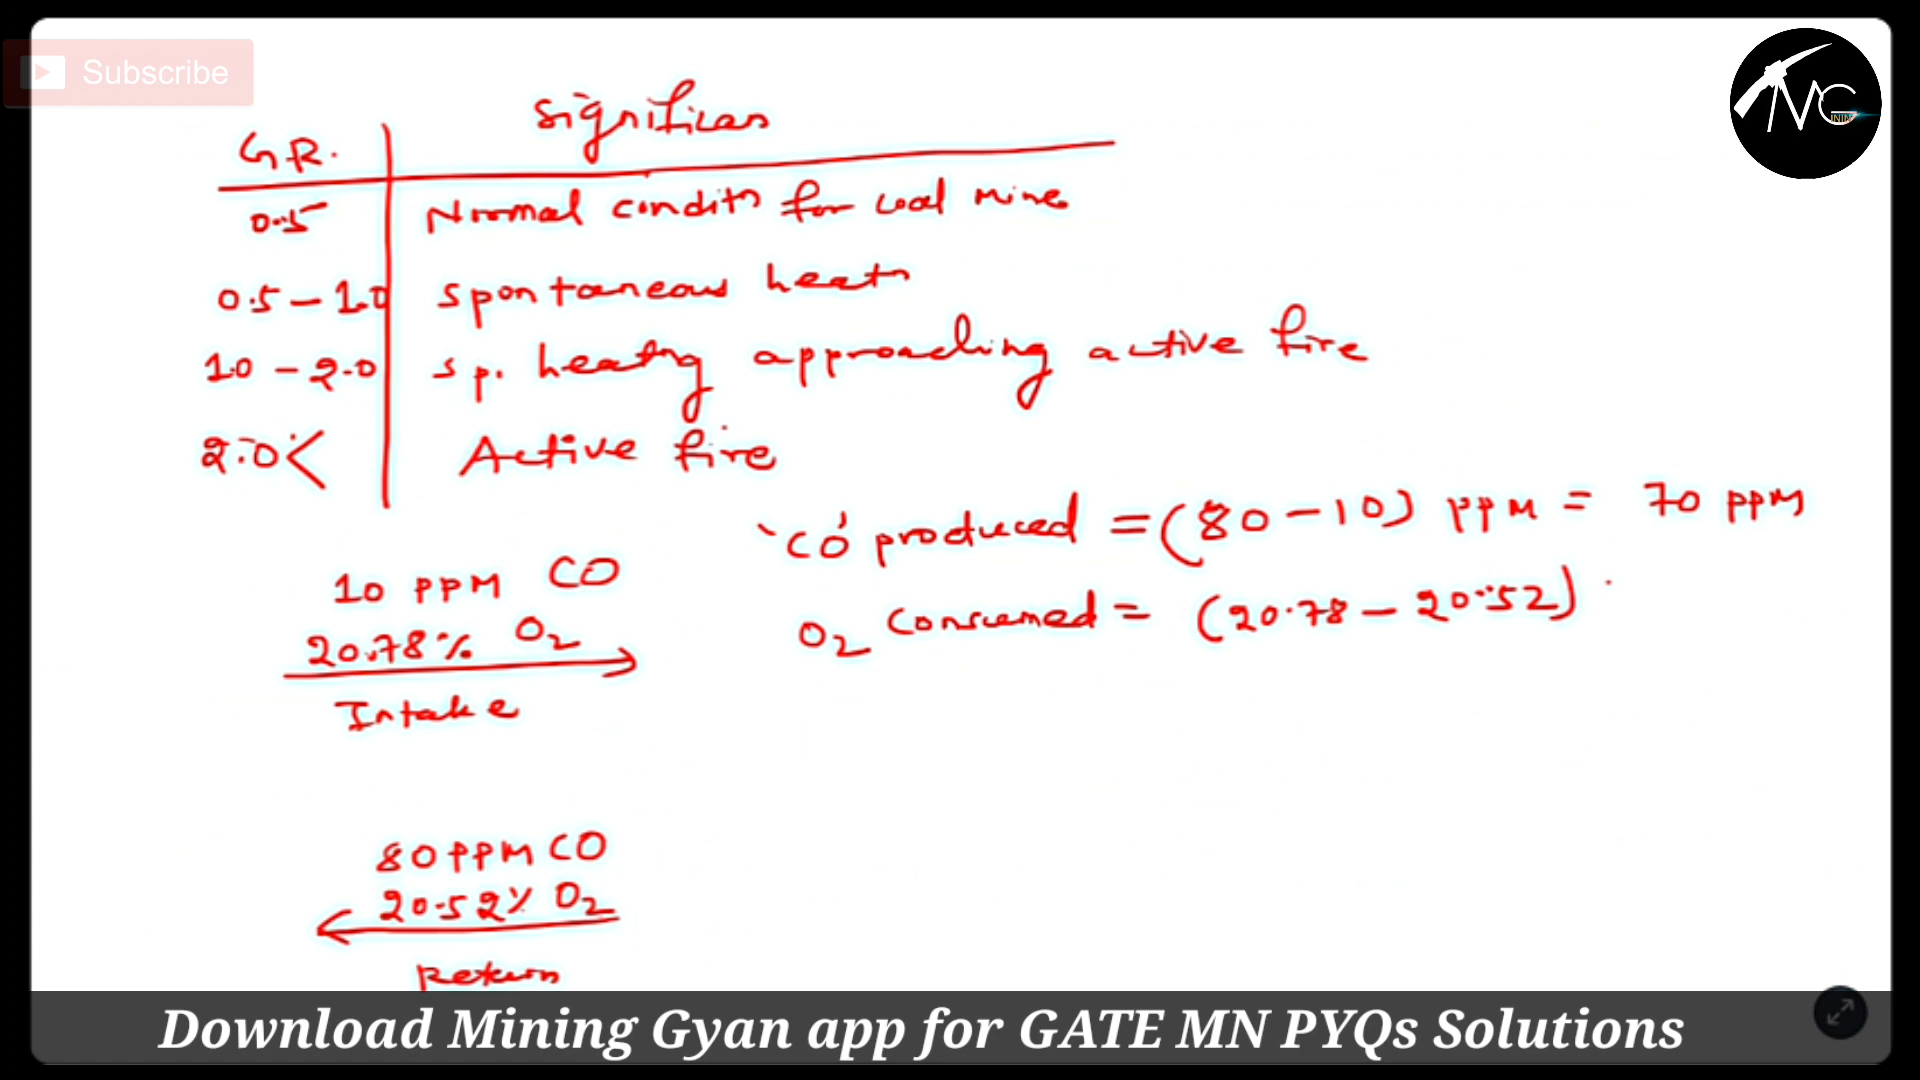 Subscribe
MG
ININ
G.R. Significan
0.5 Normal conditn for coal mine
0.5 - 1.0 spontaneous heatn
1.0 - 2.0 sp. heating approaching active fire
2.0< Active fire
10 PPM CO
20.78% O2
Intake
'CO' produced = (80-10) PPM = 70 PPM
O2 Consumed = (20.78 - 20.52)
80 PPM CO
20.52% O2
Return
Download Mining Gyan app for GATE MN PYQs Solutions